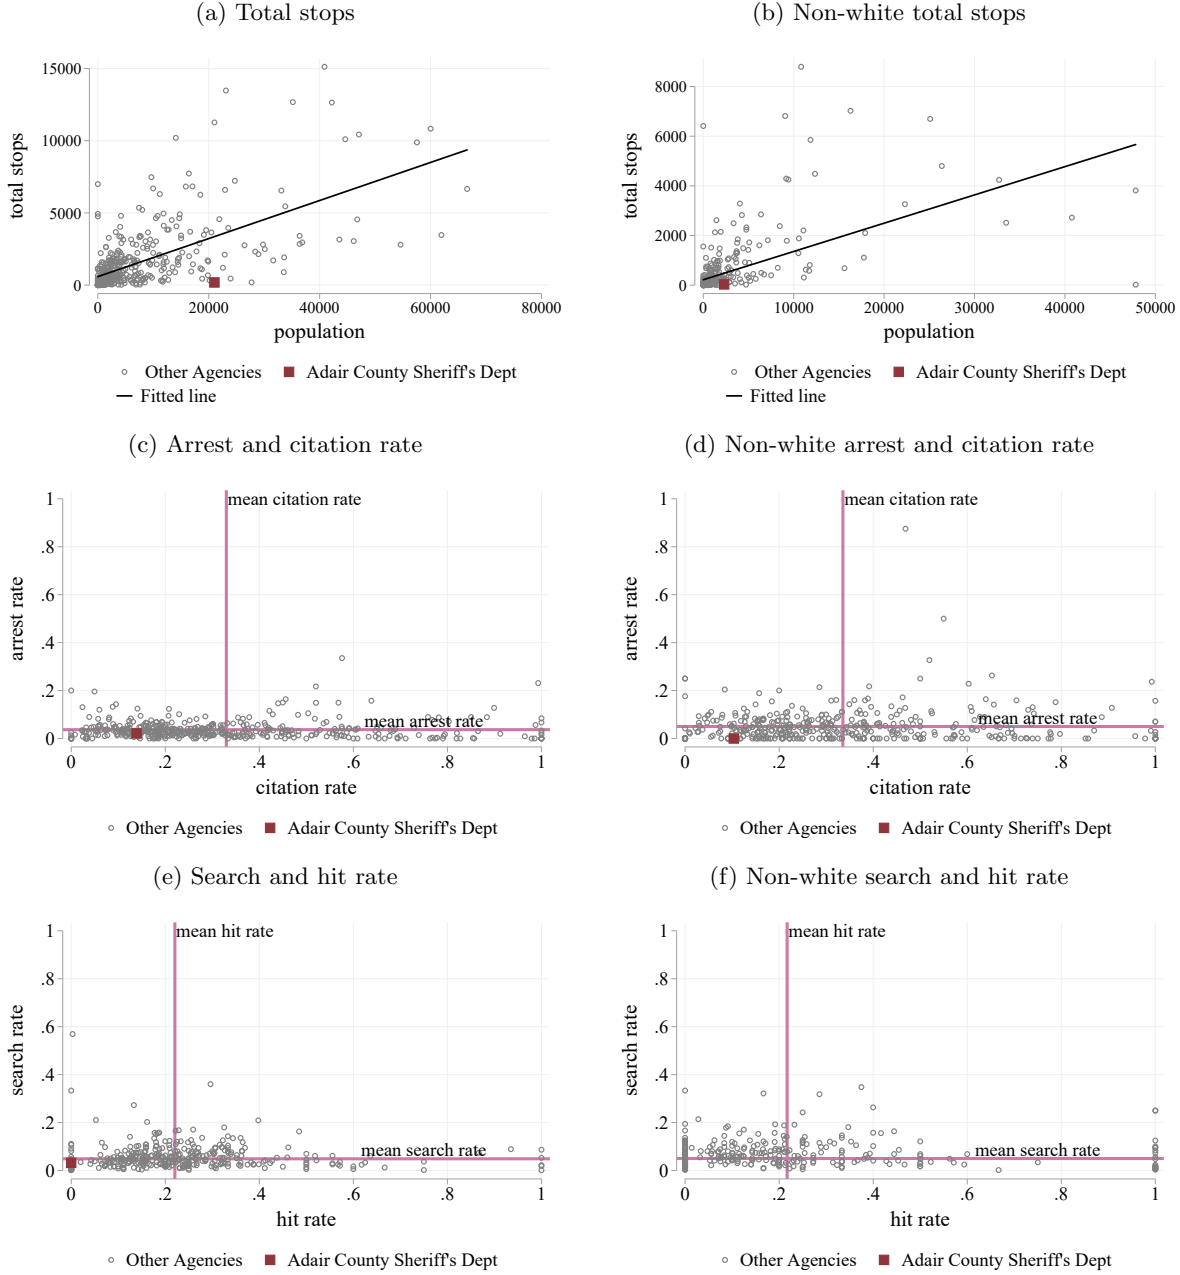 (a) Total stops
(b) Non-white total stops
15000
10000
5000
0
total stops
0 20000 40000 60000 80000
population
Other Agencies Adair County Sheriff's Dept
Fitted line
8000
6000
4000
2000
0
total stops
0 10000 20000 30000 40000 50000
population
Other Agencies Adair County Sheriff's Dept
Fitted line
(c) Arrest and citation rate
(d) Non-white arrest and citation rate
mean citation rate
1
.8
.6
.4
.2
0
arrest rate
mean arrest rate
0 .2 .4 .6 .8 1
citation rate
Other Agencies Adair County Sheriff's Dept
mean citation rate
1
.8
.6
.4
.2
0
arrest rate
mean arrest rate
0 .2 .4 .6 .8 1
citation rate
Other Agencies Adair County Sheriff's Dept
(e) Search and hit rate
(f) Non-white search and hit rate
mean hit rate
1
.8
.6
.4
.2
0
search rate
mean search rate
0 .2 .4 .6 .8 1
hit rate
Other Agencies Adair County Sheriff's Dept
mean hit rate
1
.8
.6
.4
.2
0
search rate
mean search rate
0 .2 .4 .6 .8 1
hit rate
Other Agencies Adair County Sheriff's Dept